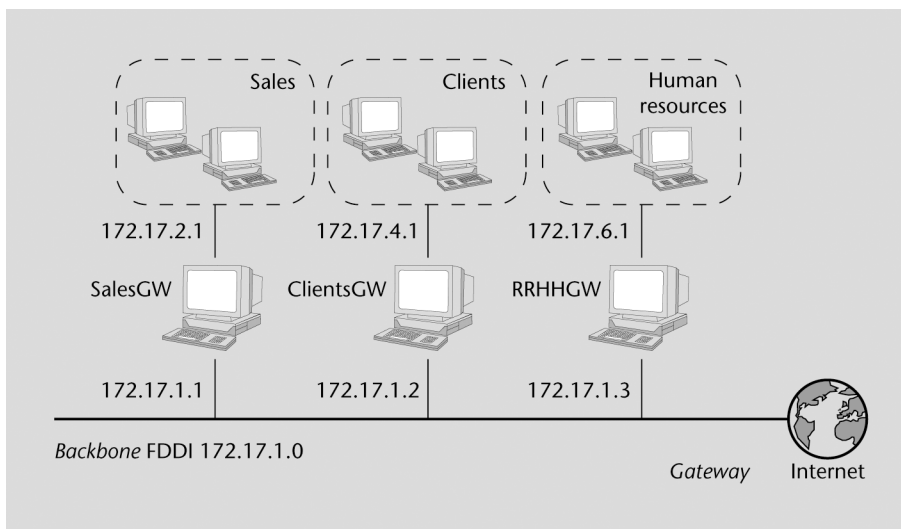 Sales
Clients
Human
resources
172.17.2.1
172.17.4.1
172.17.6.1
SalesGW
ClientsGW
RRHHGW
172.17.1.1
172.17.1.2
172.17.1.3
Backbone FDDI 172.17.1.0
Gateway
Internet